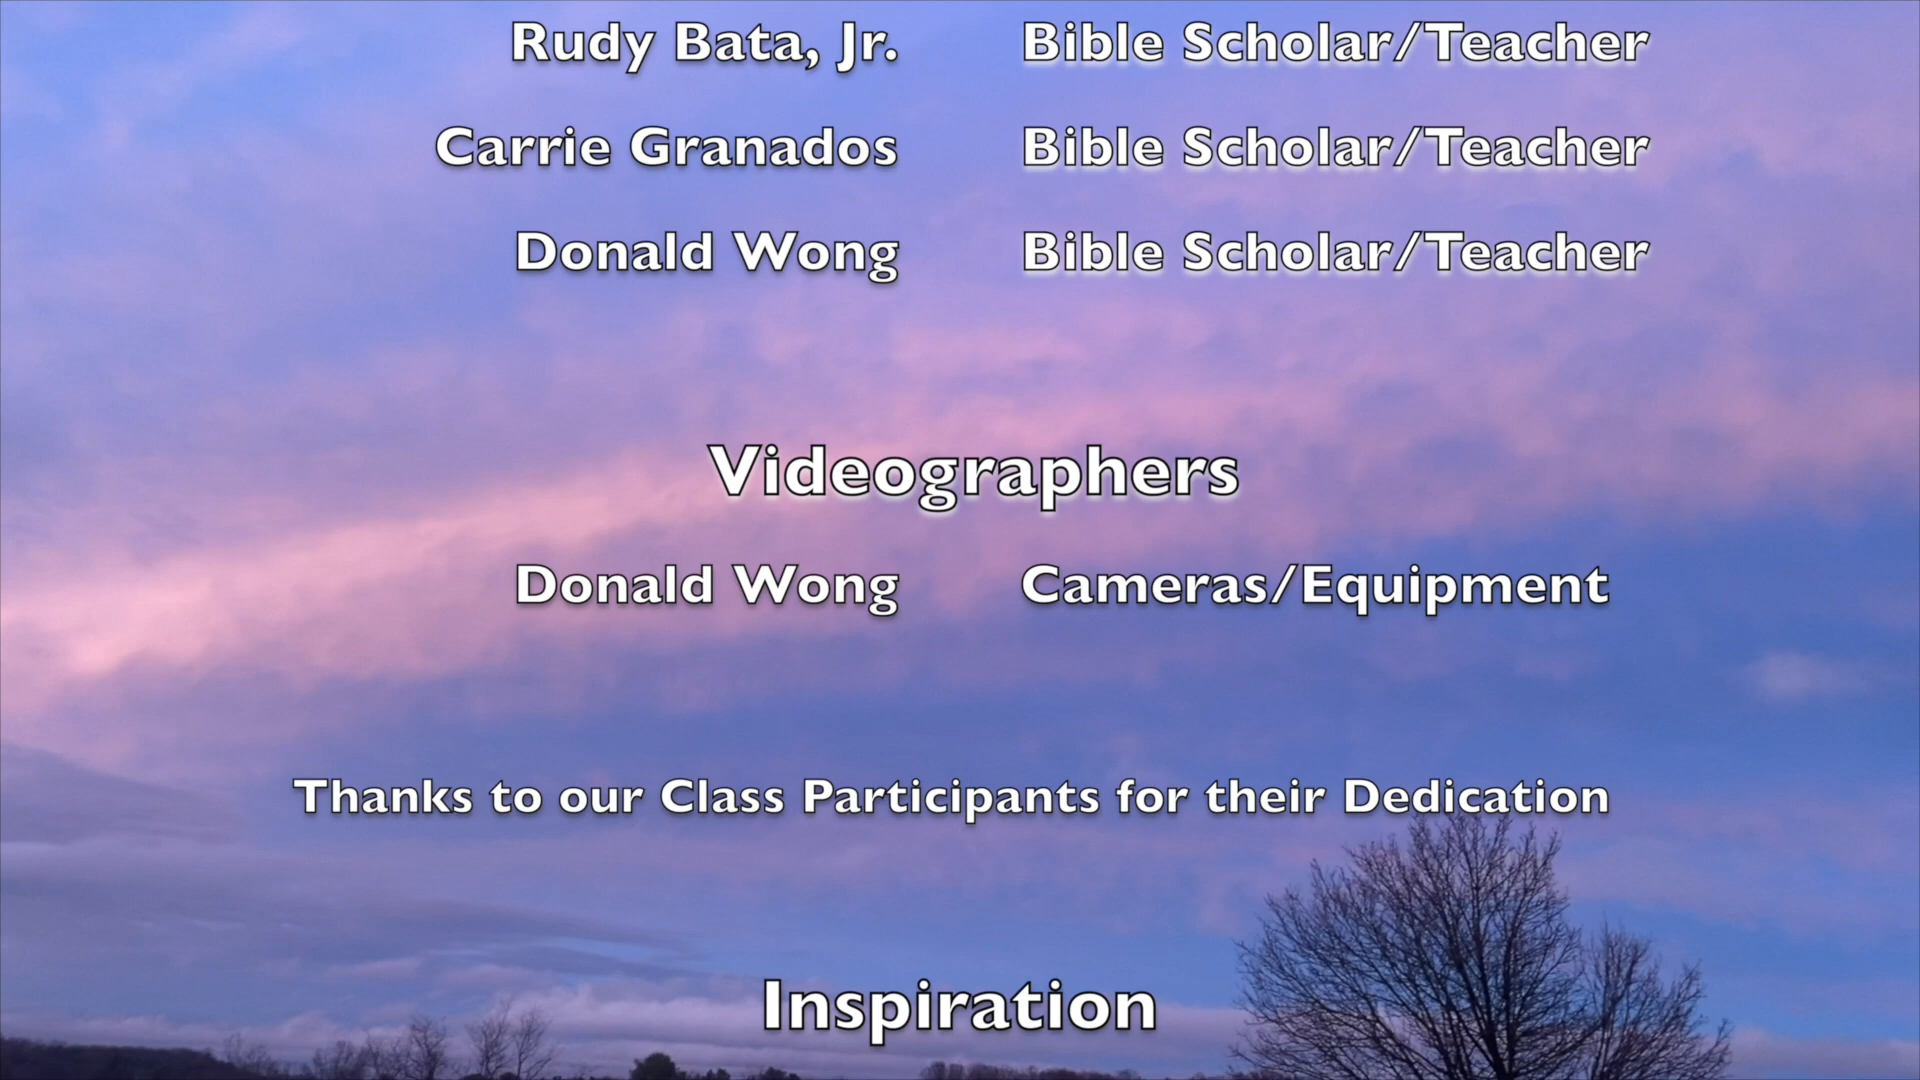 Rudy Bata, Jr. Bible Scholar/Teacher
Carrie Granados Bible Scholar/Teacher
Donald Wong Bible Scholar/Teacher
Videographers
Donald Wong Cameras/Equipment
Thanks to our Class Participants for their Dedication
Inspiration